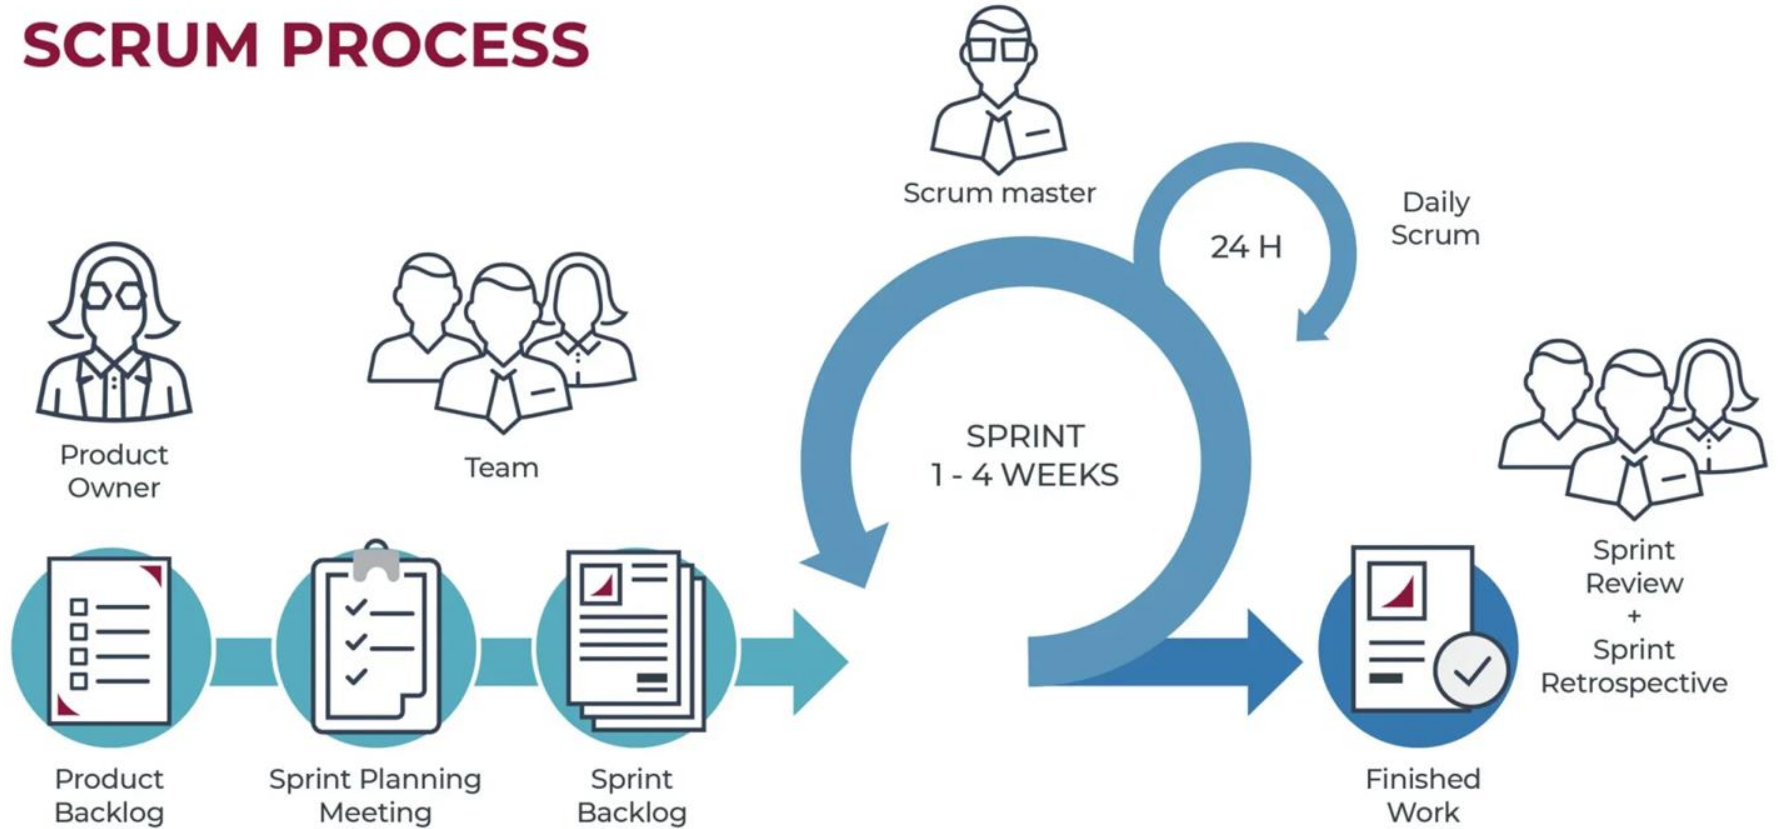 SCRUM PROCESS
Scrum master
24 H
Daily
Scrum
Product
Owner
Team
SPRINT
1 - 4 WEEKS
Sprint
Review
+
Sprint
Retrospective
Product
Backlog
Sprint Planning
Meeting
Sprint
Backlog
Finished
Work